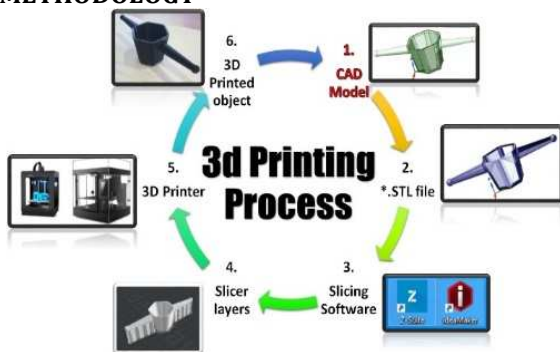 METHODOLOGY
6.
3D
Printed
object
1.
CAD
Model
5.
3D Printer
3d Printing
Process
2.
*.STL file
4.
Slicer
layers
3.
Slicing
Software
Z
i